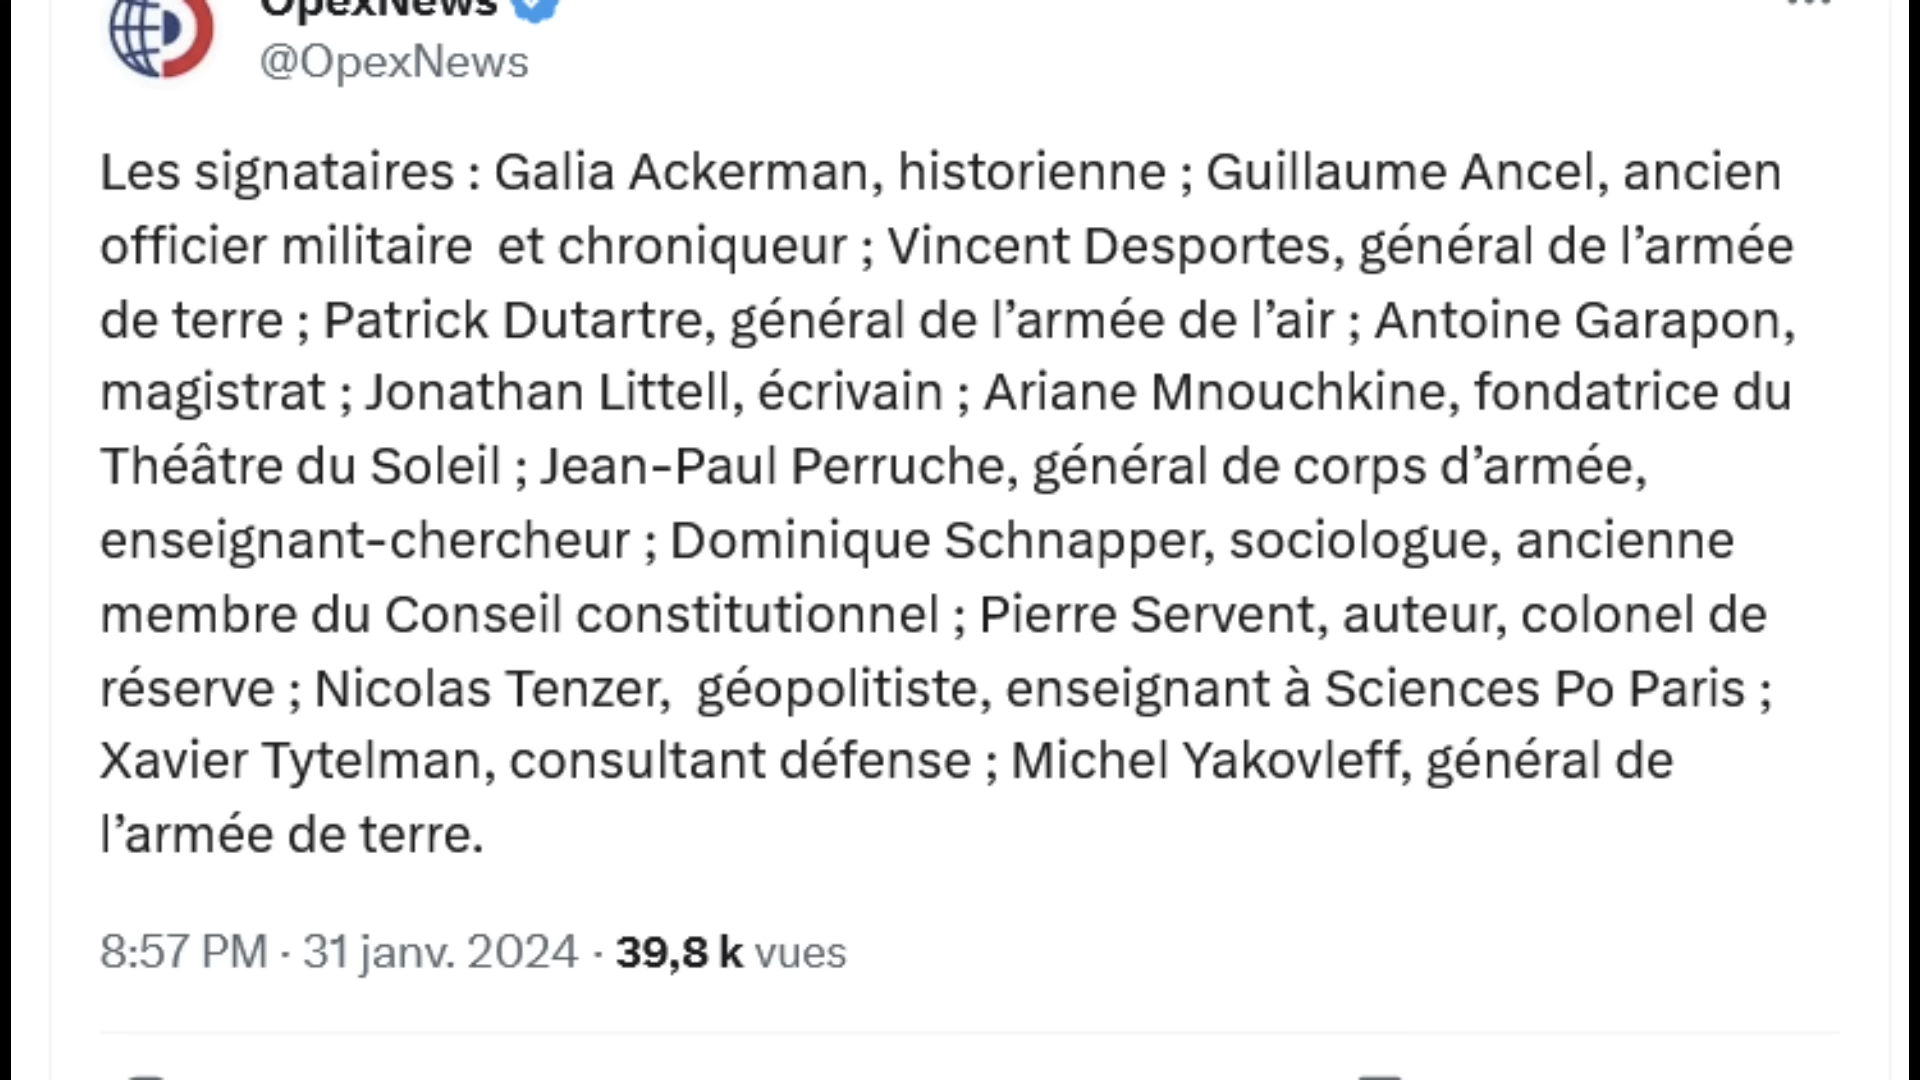 OpexNews
@OpexNews
Les signataires : Galia Ackerman, historienne ; Guillaume Ancel, ancien
officier militaire  et chroniqueur ; Vincent Desportes, général de l’armée
de terre ; Patrick Dutartre, général de l’armée de l’air ; Antoine Garapon,
magistrat ; Jonathan Littell, écrivain ; Ariane Mnouchkine, fondatrice du
Théâtre du Soleil ; Jean-Paul Perruche, général de corps d’armée,
enseignant-chercheur ; Dominique Schnapper, sociologue, ancienne
membre du Conseil constitutionnel ; Pierre Servent, auteur, colonel de
réserve ; Nicolas Tenzer,  géopolitiste, enseignant à Sciences Po Paris ;
Xavier Tytelman, consultant défense ; Michel Yakovleff, général de
l’armée de terre.
8:57 PM · 31 janv. 2024 · 39,8 k vues